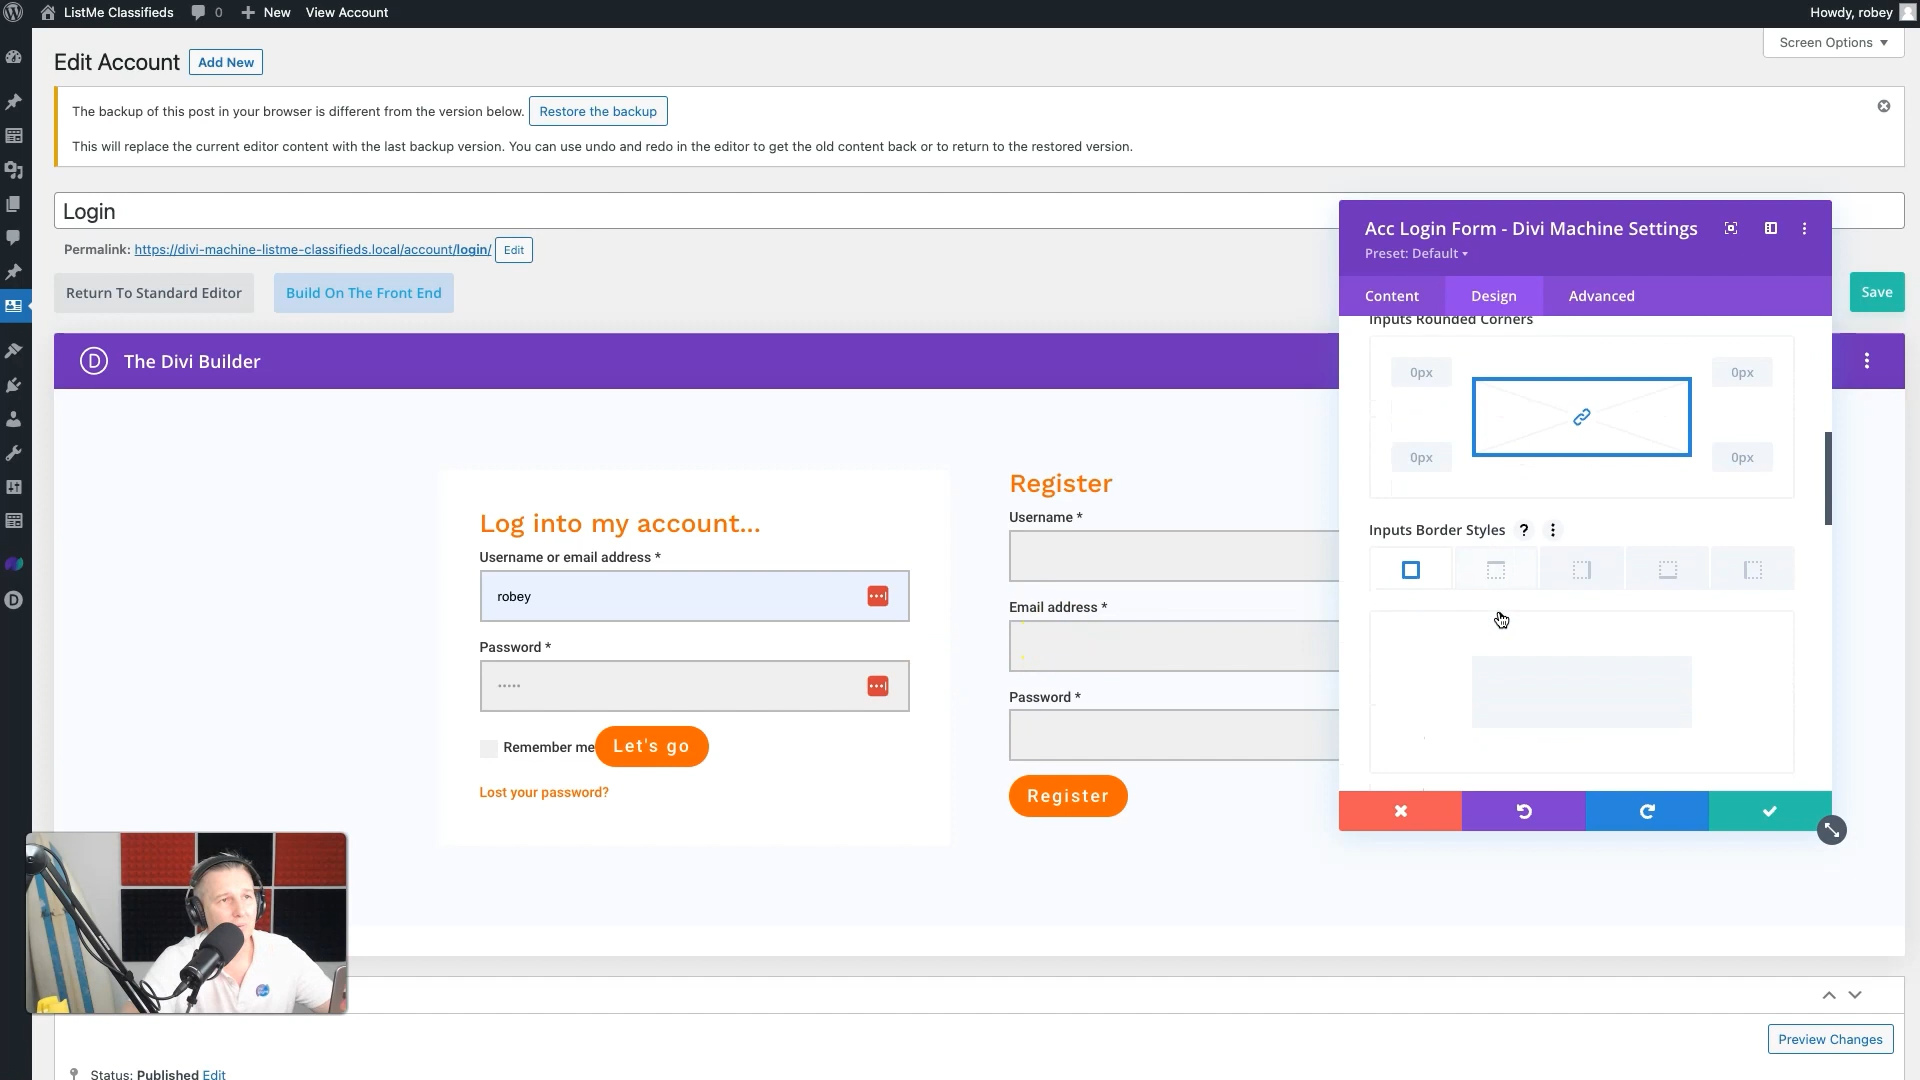 ListMe Classifieds 0 New View Account Howdy, robey
Screen Options
Edit Account Add New
The backup of this post in your browser is different from the version below. Restore the backup
This will replace the current editor content with the last backup version. You can use undo and redo in the editor to get the old content back or to return to the restored version.
Login
Permalink: https://divi-machine-listme-classifieds.local/account/login/ Edit
Return To Standard Editor Build On The Front End Save
D The Divi Builder
Log into my account...
Username or email address *
robey
Password *
•••••
Remember me Let's go
Lost your password?
Register
Username *
Email address *
Password *
Register
Acc Login Form - Divi Machine Settings
Preset: Default
Content Design Advanced
Inputs Rounded Corners
0px 0px
0px 0px
Inputs Border Styles ?
Preview Changes
Status: Published Edit